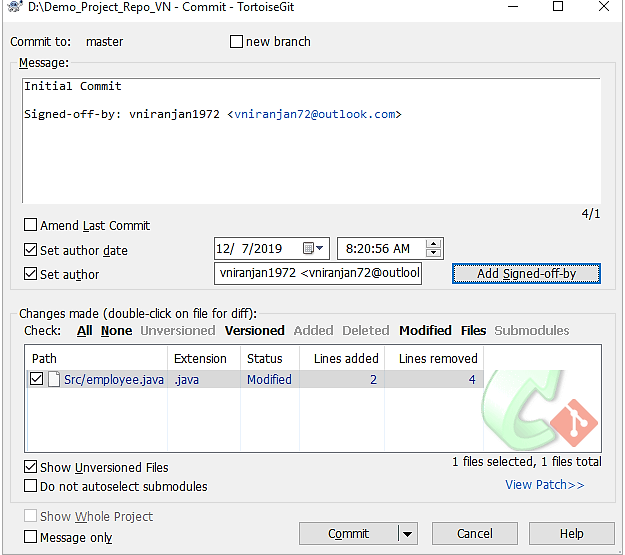 D:\Demo_Project_Repo_VN - Commit - TortoiseGit
Commit to: master new branch
Message:
Initial Commit
Signed-off-by: vniranjan1972 <vniranjan72@outlook.com>
4/1
Amend Last Commit
Set author date 12/ 7/2019 8:20:56 AM
Set author vniranjan1972 <vniranjan72@outlool Add Signed-off-by
Changes made (double-click on file for diff):
Check: All None Unversioned Versioned Added Deleted Modified Files Submodules
Path Extension Status Lines added Lines removed
Src/employee.java .java Modified 2 4
Show Unversioned Files 1 files selected, 1 files total
Do not autoselect submodules View Patch>>
Show Whole Project
Message only Commit Cancel Help